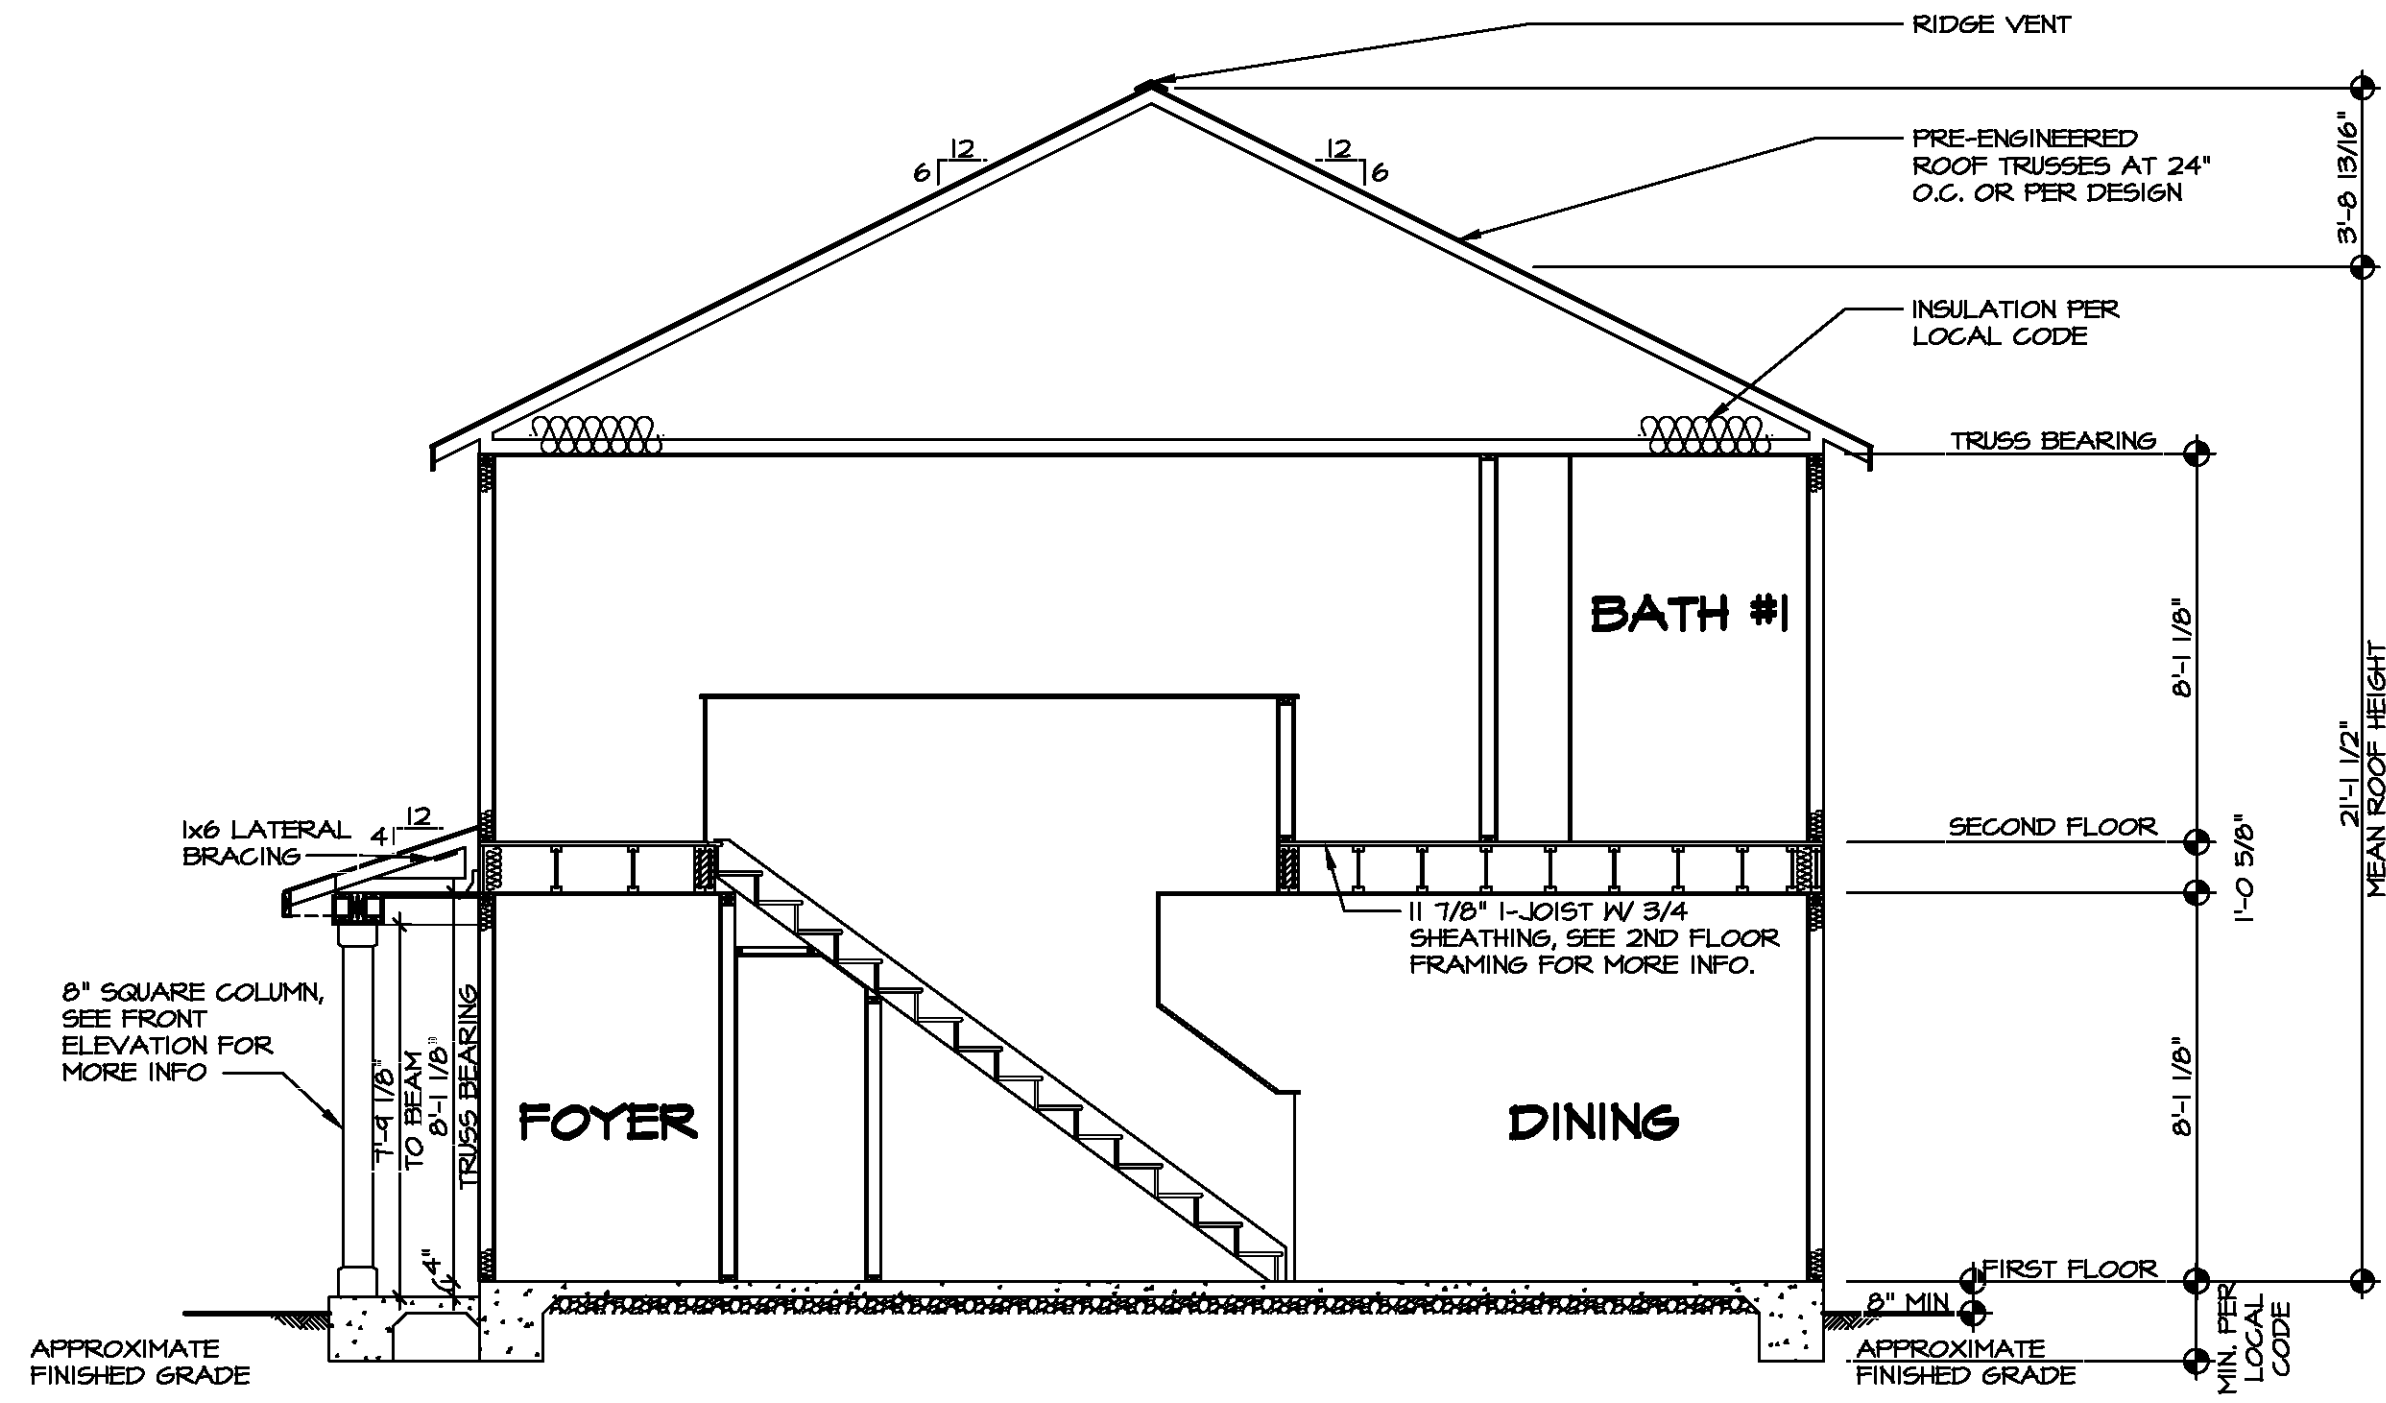 RIDGE VENT
12
6
12
6
PRE-ENGINEERED
ROOF TRUSSES AT 24"
O.C. OR PER DESIGN
3'-8 13/16"
INSULATION PER
LOCAL CODE
TRUSS BEARING
BATH #1
8'-1 1/8"
21'-1 1/2"
MEAN ROOF HEIGHT
1x6 LATERAL
BRACING
12
4
SECOND FLOOR
1'-0 5/8"
11 7/8" I-JOIST W/ 3/4
SHEATHING, SEE 2ND FLOOR
FRAMING FOR MORE INFO.
8" SQUARE COLUMN,
SEE FRONT
ELEVATION FOR
MORE INFO
7'-9 1/8"
TO BEAM
8'-1 1/8"
TRUSS BEARING
FOYER
DINING
8'-1 1/8"
4"
FIRST FLOOR
8" MIN
MIN. PER
LOCAL
CODE
APPROXIMATE
FINISHED GRADE
APPROXIMATE
FINISHED GRADE